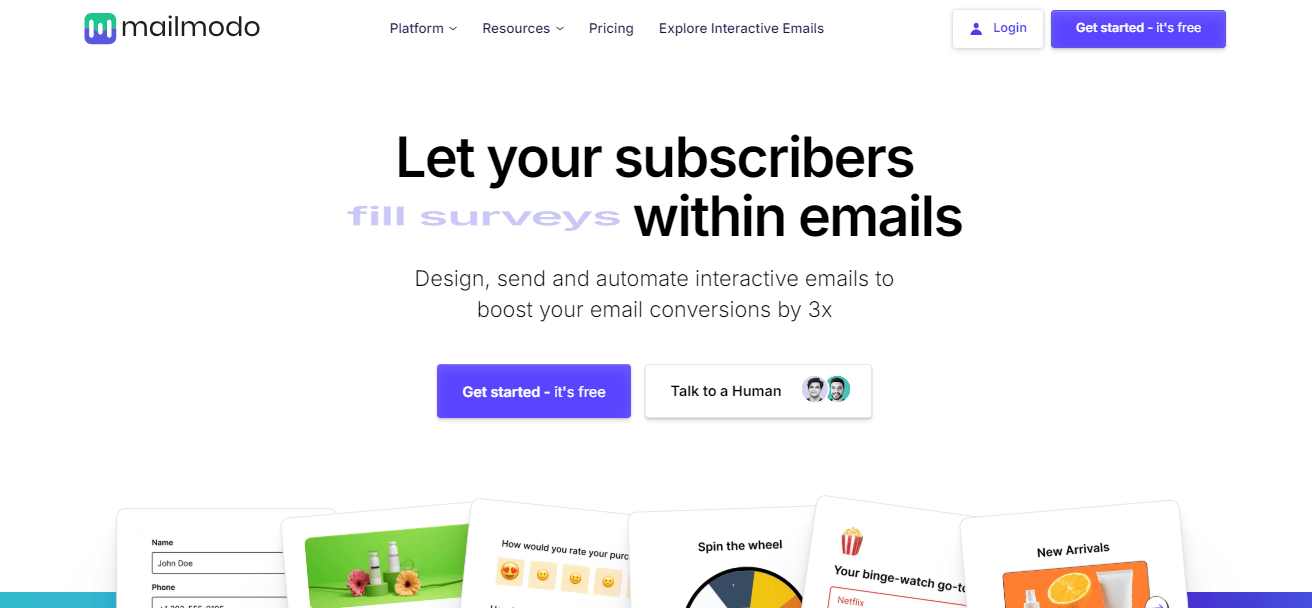 mailmodo
Platform
Resources
Pricing
Explore Interactive Emails
Login
Get started - it's free
Let your subscribers
fill surveys within emails
Design, send and automate interactive emails to
boost your email conversions by 3x
Get started - it's free
Talk to a Human
Name
John Doe
Phone
How would you rate your purc
Spin the wheel
Your binge-watch go-t
Netflix
New Arrivals